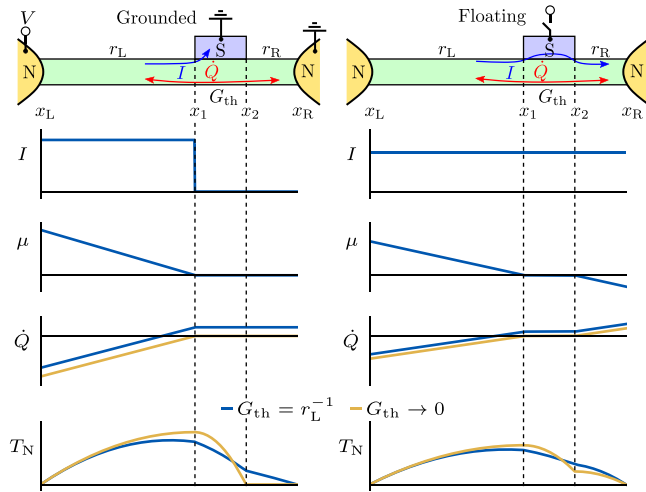 V Grounded Floating
N r_L S r_R N N r_L S r_R N
I Q̇ I Q̇
G_th G_th
x_L x_1 x_2 x_R x_L x_1 x_2 x_R
I I
μ μ
Q̇ Q̇
G_th = r_L^{-1} G_th → 0
T_N T_N